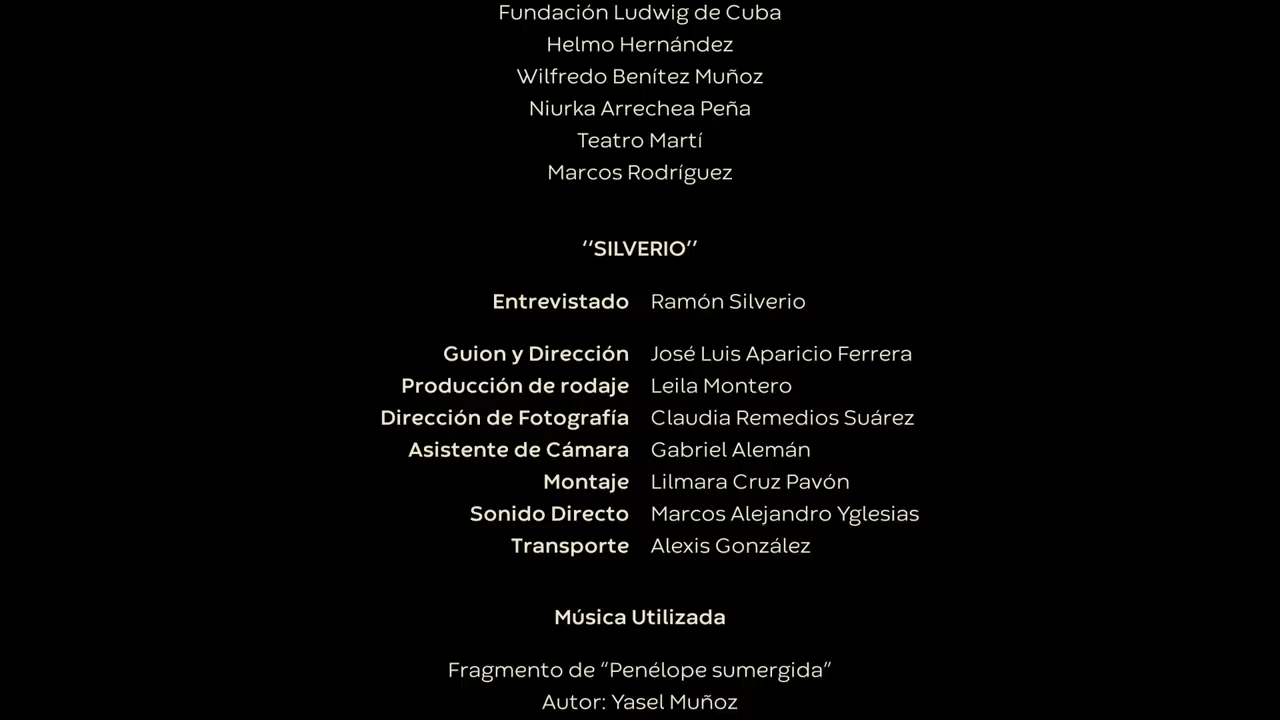 Fundación Ludwig de Cuba
Helmo Hernández
Wilfredo Benítez Muñoz
Niurka Arrechea Peña
Teatro Martí
Marcos Rodríguez
‘‘SILVERIO’’
Entrevistado Ramón Silverio
Guion y Dirección José Luis Aparicio Ferrera
Producción de rodaje Leila Montero
Dirección de Fotografía Claudia Remedios Suárez
Asistente de Cámara Gabriel Alemán
Montaje Lilmara Cruz Pavón
Sonido Directo Marcos Alejandro Yglesias
Transporte Alexis González
Música Utilizada
Fragmento de “Penélope sumergida”
Autor: Yasel Muñoz